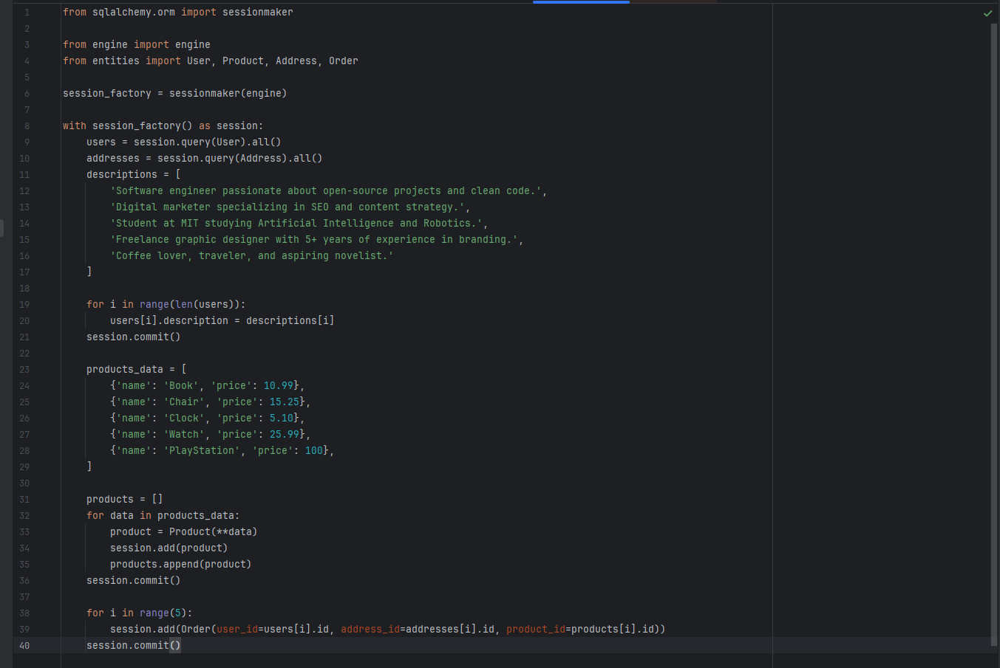 1 from sqlalchemy.orm import sessionmaker
2
3 from engine import engine
4 from entities import User, Product, Address, Order
5
6 session_factory = sessionmaker(engine)
7
8 with session_factory() as session:
9     users = session.query(User).all()
10     addresses = session.query(Address).all()
11     descriptions = [
12         'Software engineer passionate about open-source projects and clean code.',
13         'Digital marketer specializing in SEO and content strategy.',
14         'Student at MIT studying Artificial Intelligence and Robotics.',
15         'Freelance graphic designer with 5+ years of experience in branding.',
16         'Coffee lover, traveler, and aspiring novelist.'
17     ]
18
19     for i in range(len(users)):
20         users[i].description = descriptions[i]
21     session.commit()
22
23     products_data = [
24         {'name': 'Book', 'price': 10.99},
25         {'name': 'Chair', 'price': 15.25},
26         {'name': 'Clock', 'price': 5.10},
27         {'name': 'Watch', 'price': 25.99},
28         {'name': 'PlayStation', 'price': 100},
29     ]
30
31     products = []
32     for data in products_data:
33         product = Product(**data)
34         session.add(product)
35         products.append(product)
36     session.commit()
37
38     for i in range(5):
39         session.add(Order(user_id=users[i].id, address_id=addresses[i].id, product_id=products[i].id))
40     session.commit()